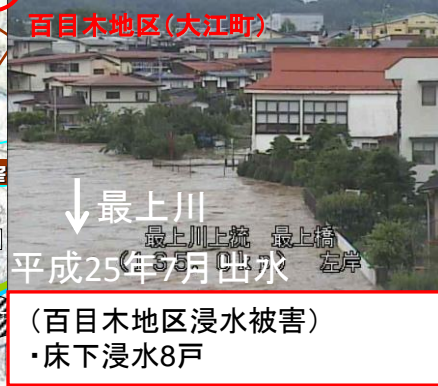 百目木地区(大江町)
最上川
最上川上流 最上橋
左岸
平成25年7月出水
(百目木地区浸水被害)
・床下浸水8戸